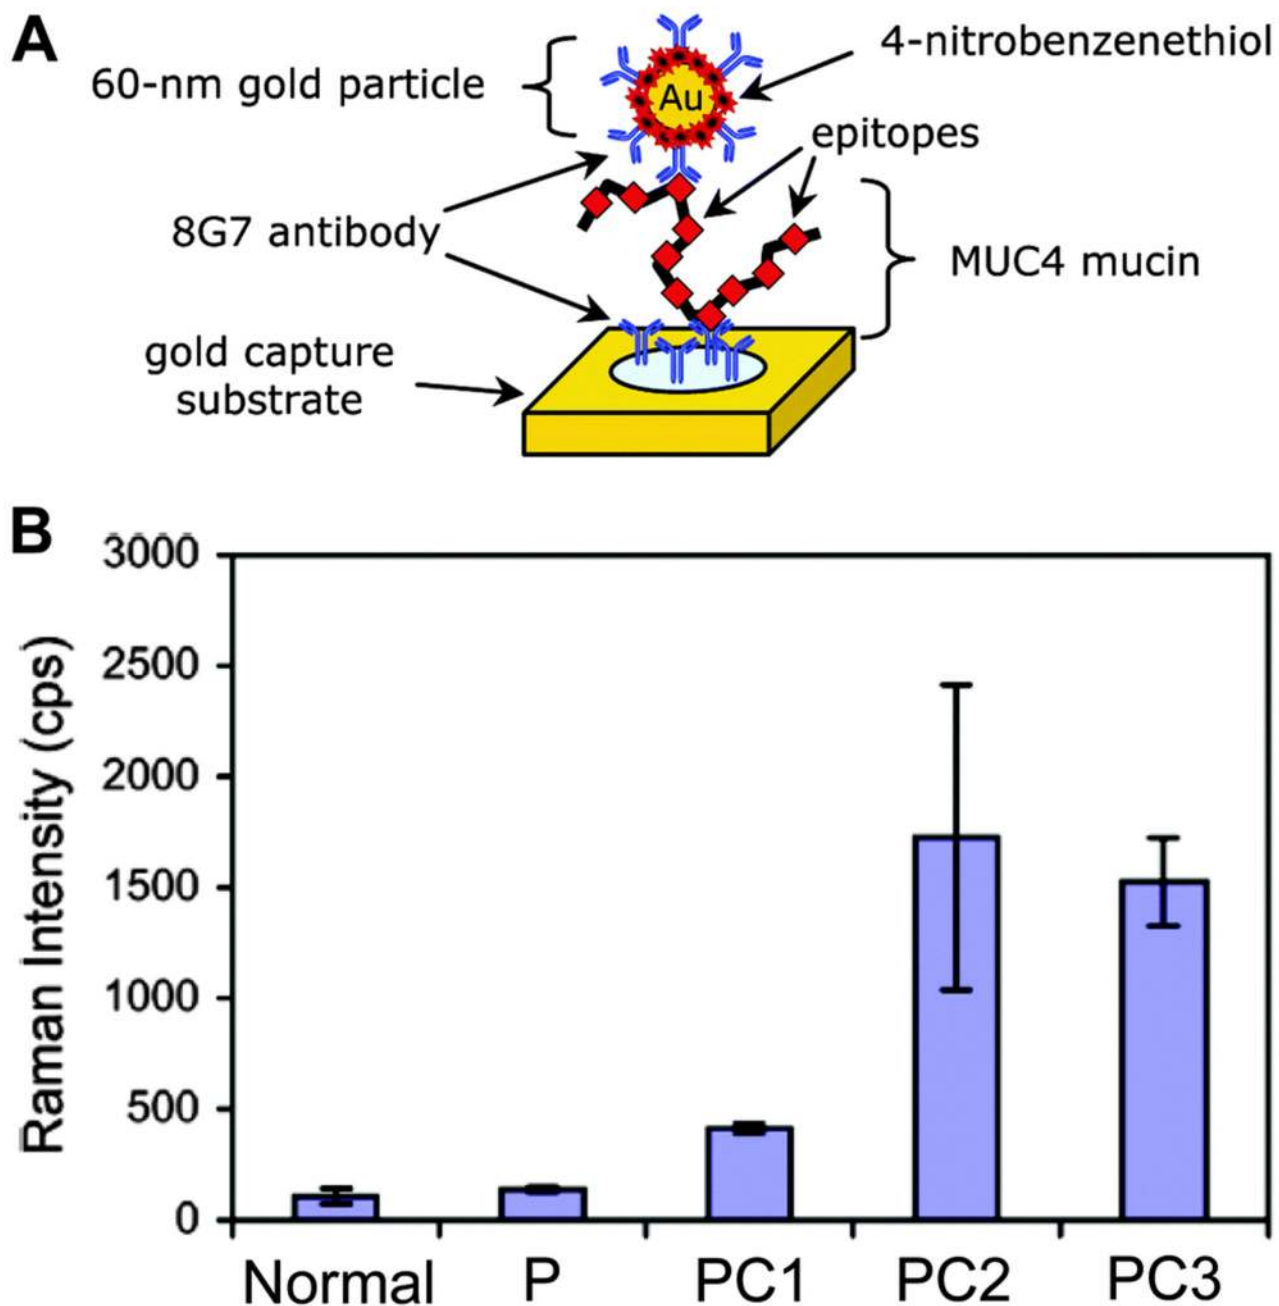 A
60-nm gold particle
Au
4-nitrobenzenethiol
epitopes
8G7 antibody
MUC4 mucin
gold capture
substrate
B
Raman Intensity (cps)
3000
2500
2000
1500
1000
500
0
Normal
P
PC1
PC2
PC3